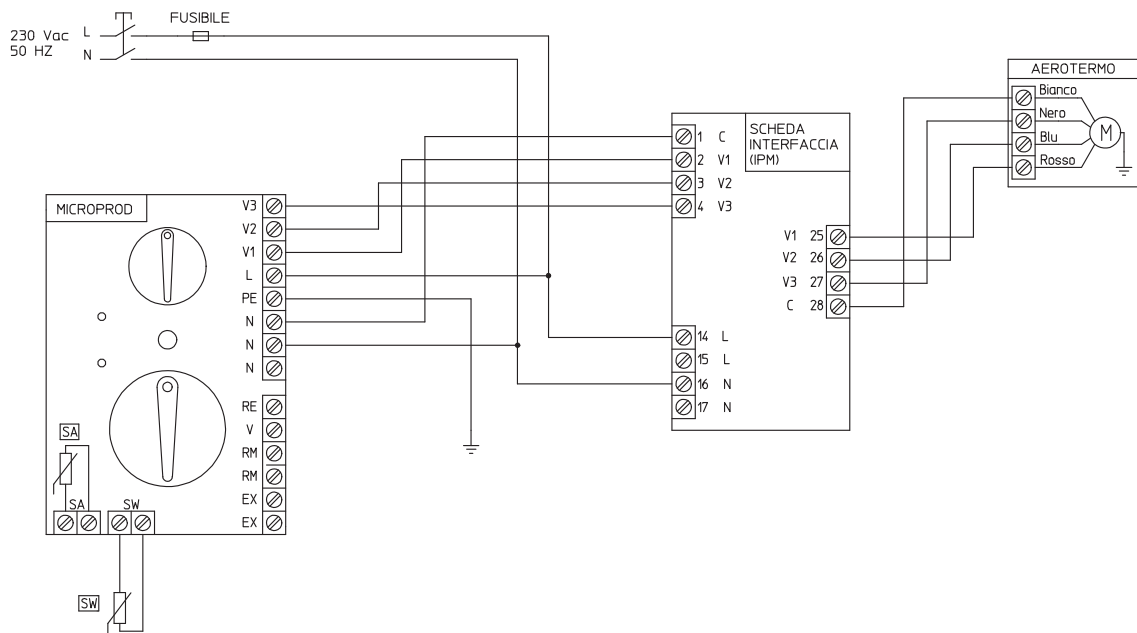 FUSIBILE
230 Vac L
50 HZ N
AEROTERMO
Bianco
Nero
Blu
Rosso
M
SCHEDA
INTERFACCIA
(IPM)
1 C
2 V1
3 V2
4 V3
V1 25
V2 26
V3 27
C 28
14 L
15 L
16 N
17 N
MICROPROD
V3
V2
V1
L
PE
N
N
N
RE
V
RM
RM
EX
EX
SA
SA SW
SW